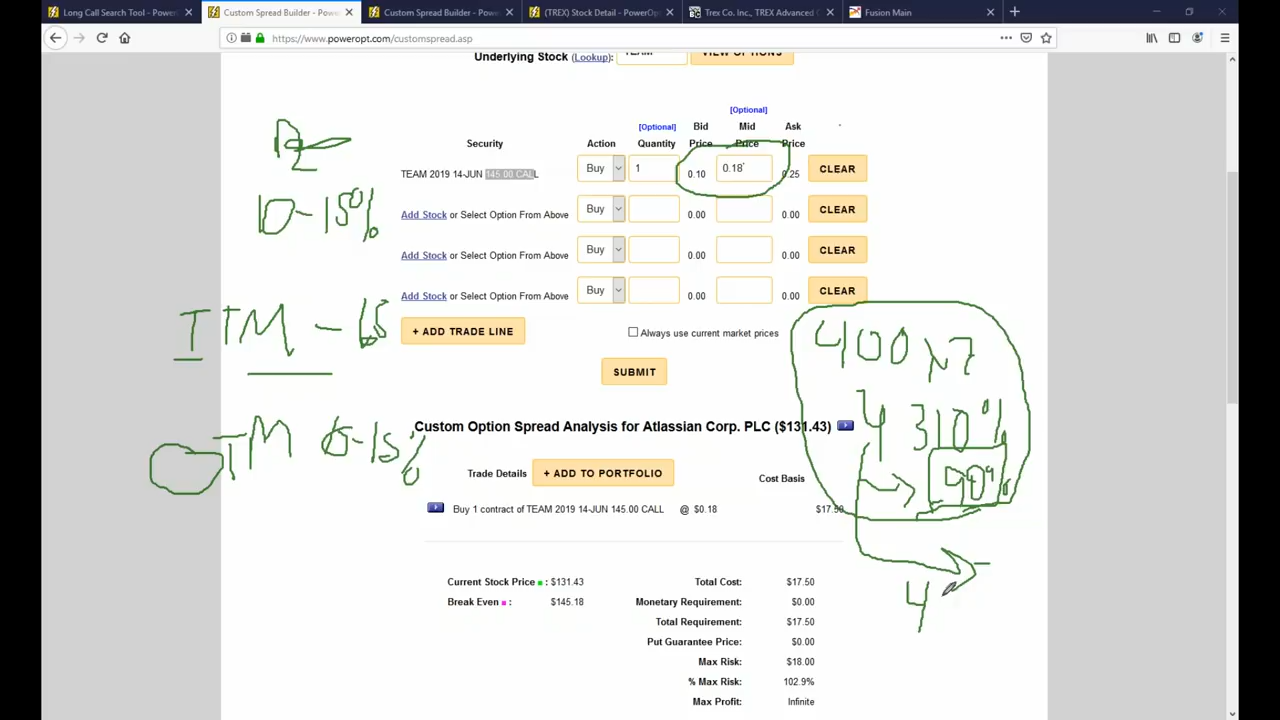 Long Call Search Tool - PowerO
Custom Spread Builder - Power
Custom Spread Builder - PowerO
(TREX) Stock Detail - PowerOp
Trex Co. Inc., TREX Advanced C
Fusion Main
https://www.poweropt.com/customspread.asp
Underlying Stock (Lookup): TEAM VIEW OPTIONS
[Optional]
[Optional] Bid Mid Ask
Security Action Quantity Price Price Price
TEAM 2019 14-JUN 145.00 CALL Buy 1 0.10 0.18 0.25 CLEAR
Add Stock or Select Option From Above Buy 0.00 0.00 CLEAR
Add Stock or Select Option From Above Buy 0.00 0.00 CLEAR
Add Stock or Select Option From Above Buy 0.00 0.00 CLEAR
10-15%
ITM - 65
OTM 6-15%
+ ADD TRADE LINE
Always use current market prices
SUBMIT
400
310%
90%
4
Custom Option Spread Analysis for Atlassian Corp. PLC ($131.43)
Trade Details + ADD TO PORTFOLIO Cost Basis
Buy 1 contract of TEAM 2019 14-JUN 145.00 CALL @ $0.18 $17.50
Current Stock Price : $131.43 Total Cost: $17.50
Break Even : $145.18 Monetary Requirement: $0.00
Total Requirement: $17.50
Put Guarantee Price: $0.00
Max Risk: $18.00
% Max Risk: 102.9%
Max Profit: Infinite